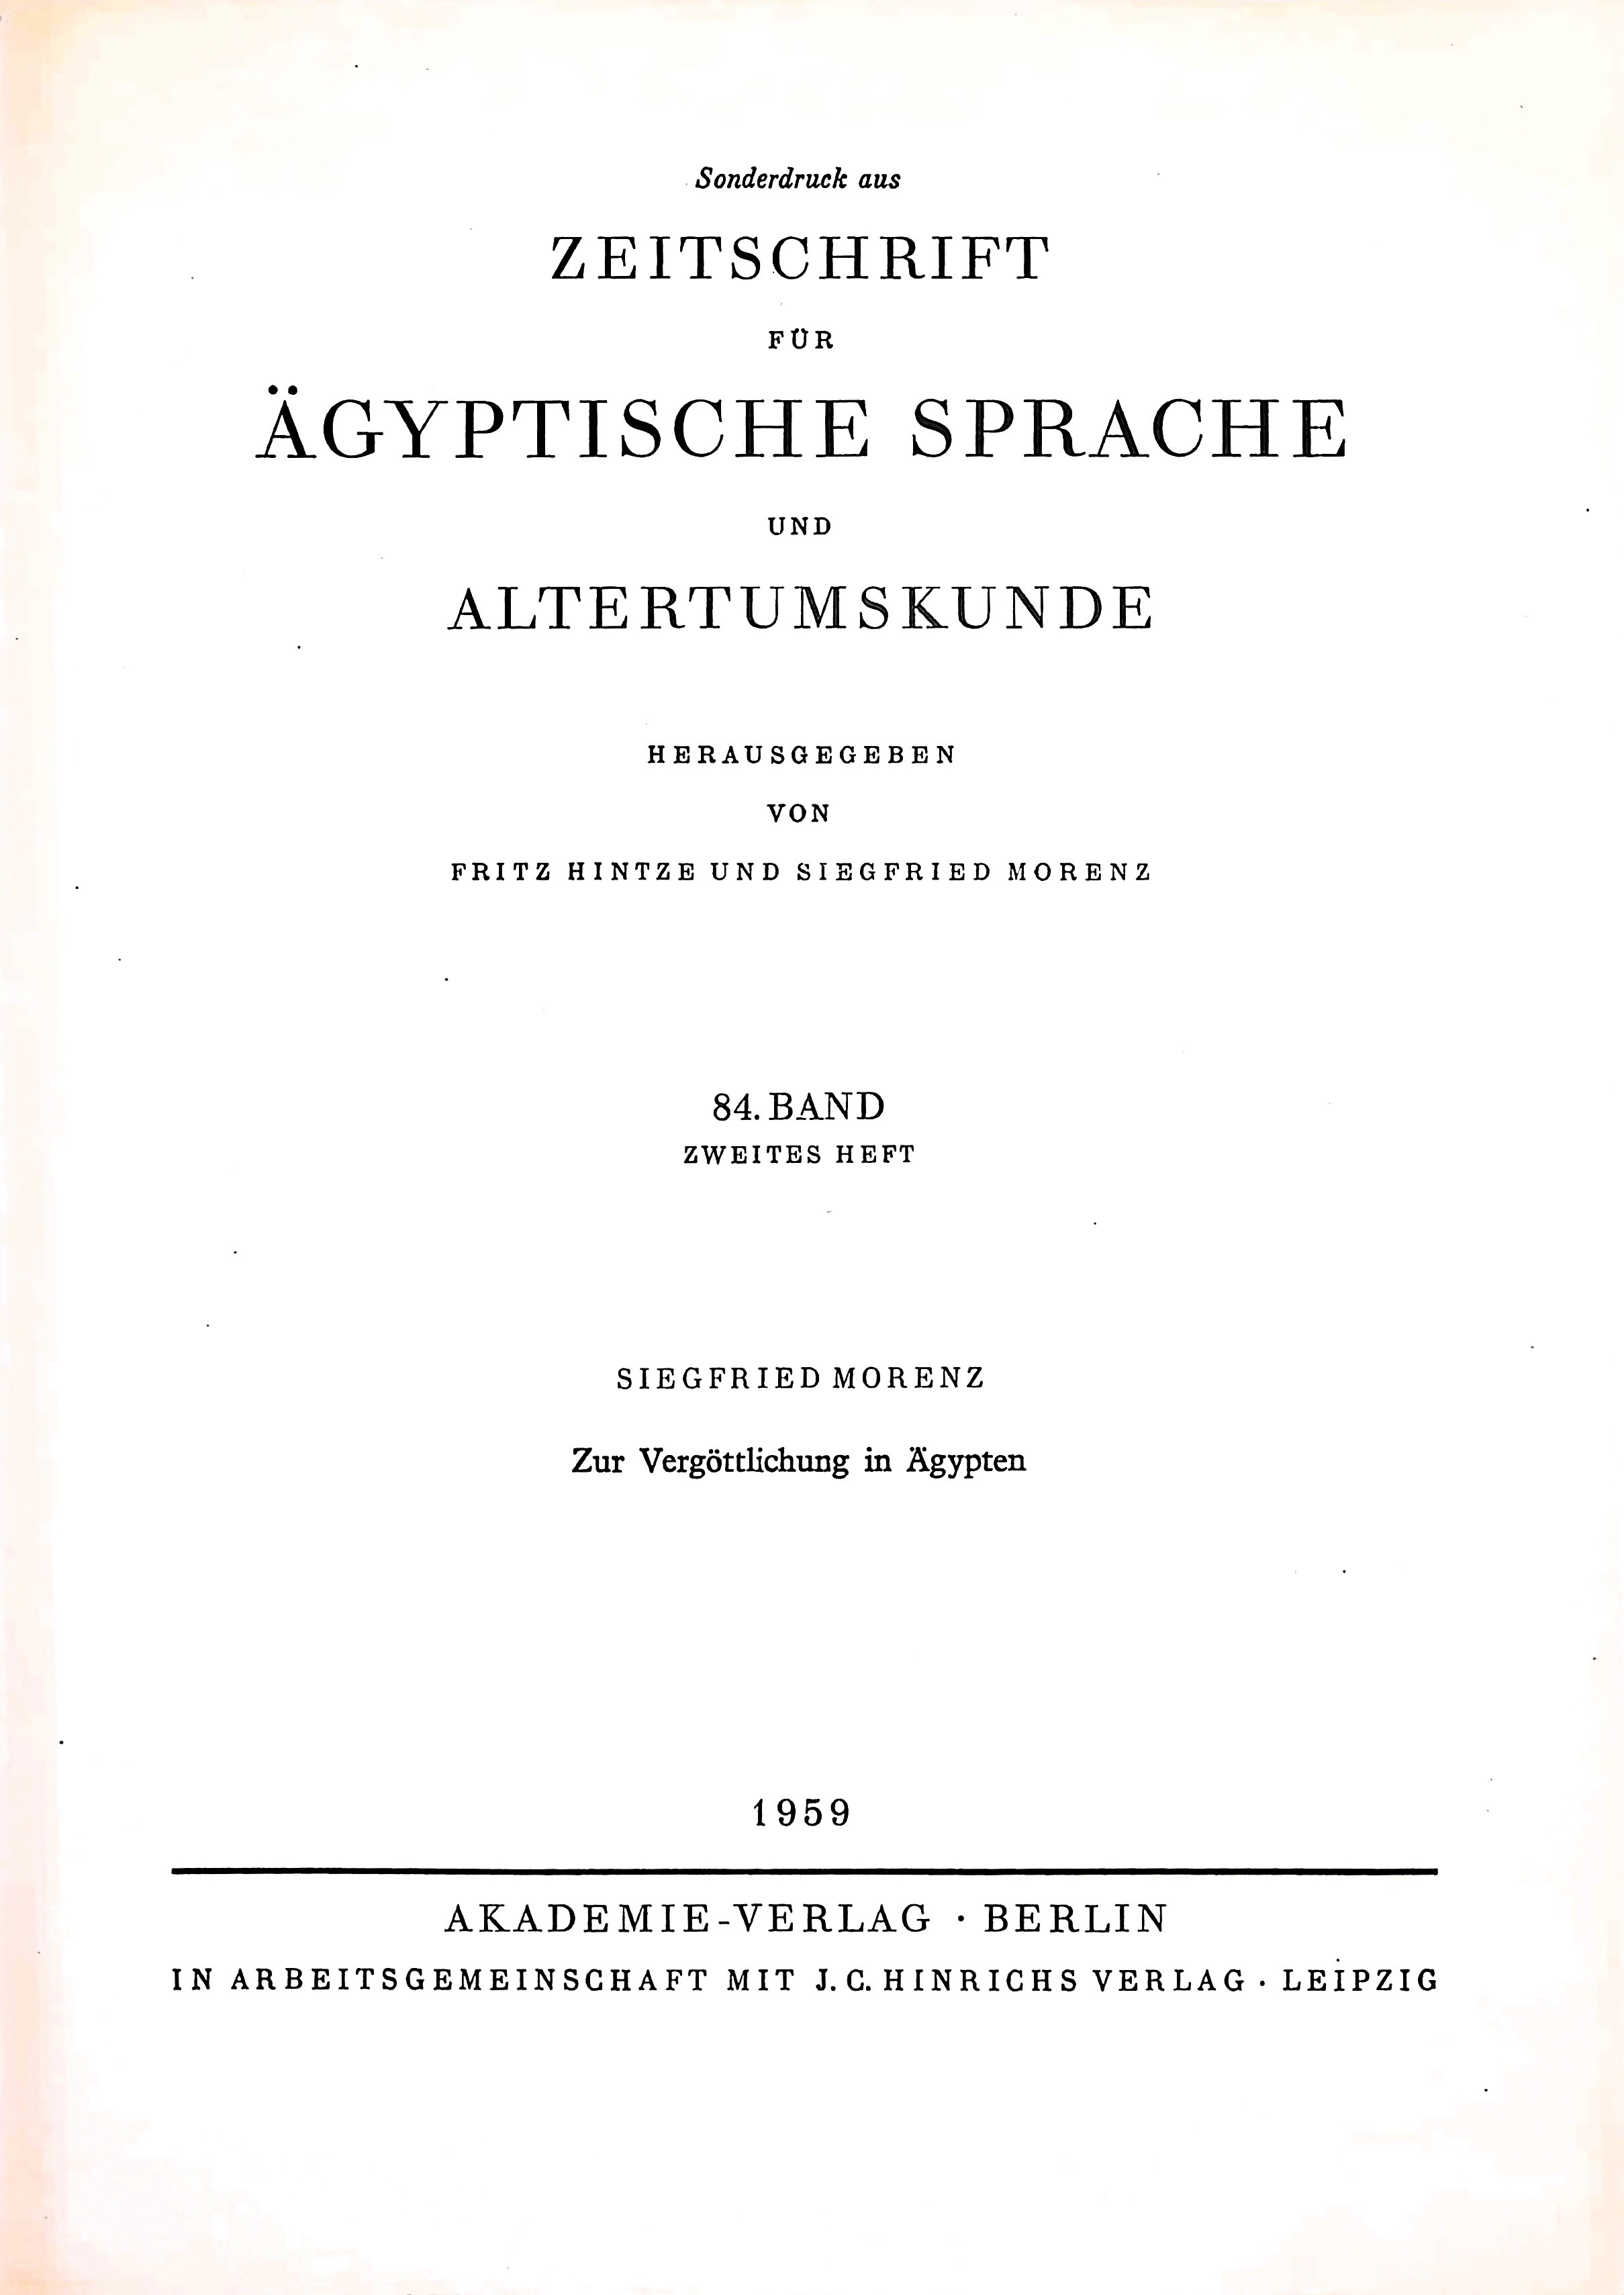 Sonderdruck aus
ZEITSCHRIFT
FÜR
ÄGYPTISCHE SPRACHE
UND
ALTERTUMSKUNDE
HERAUSGEGEBEN
VON
FRITZ HINTZE UND SIEGFRIED MORENZ
84. BAND
ZWEITES HEFT
SIEGFRIED MORENZ
Zur Vergöttlichung in Ägypten
1959
AKADEMIE-VERLAG · BERLIN
IN ARBEITSGEMEINSCHAFT MIT J. C. HINRICHS VERLAG · LEIPZIG